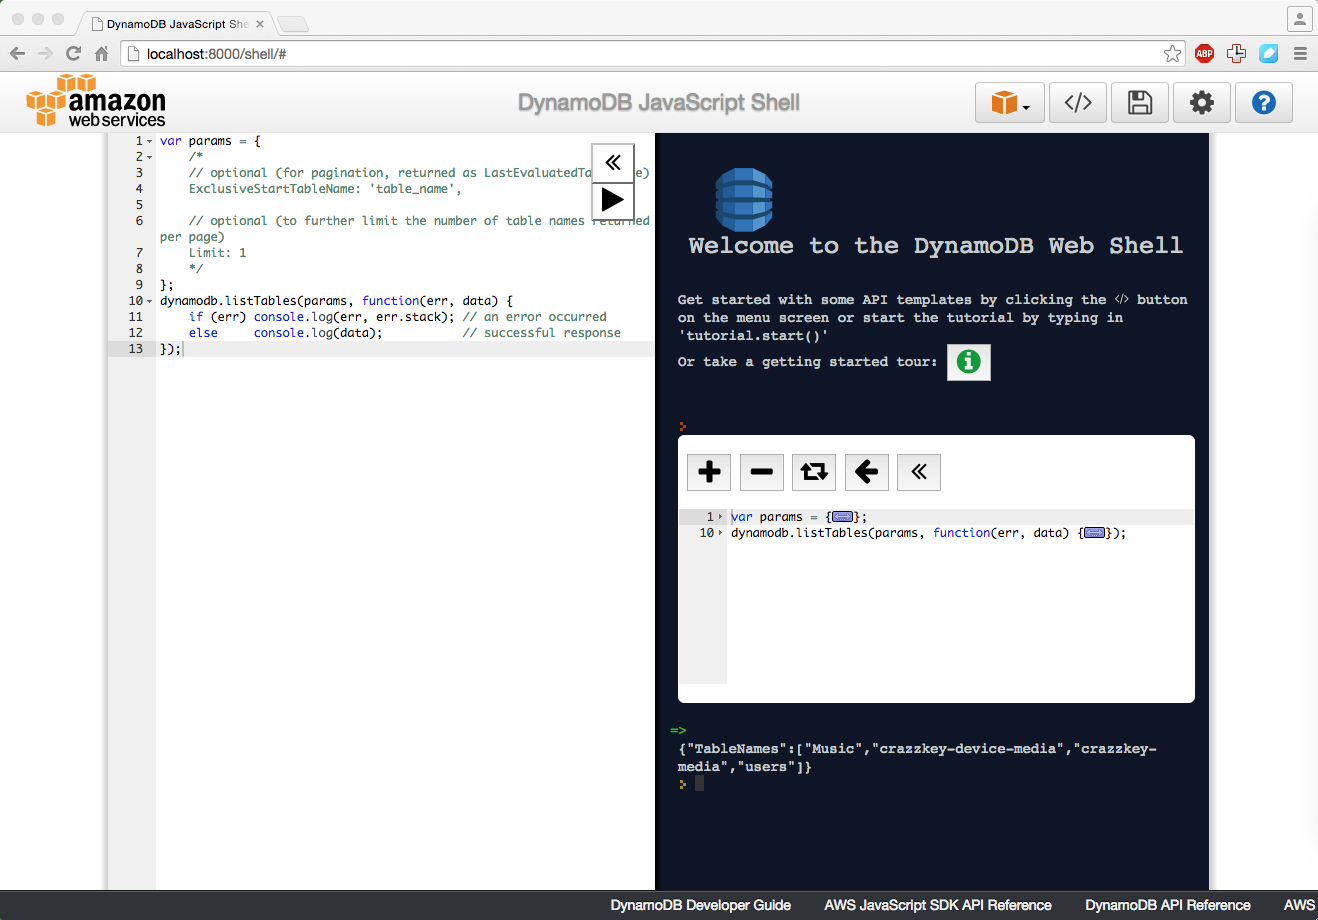 DynamoDB JavaScript She
localhost:8000/shell/#
ABP
amazon
webservices
DynamoDB JavaScript Shell
</>
?
1 var params = {
2 /*
3 // optional (for pagination, returned as LastEvaluatedTa e)
4 ExclusiveStartTableName: 'table_name',
5
6 // optional (to further limit the number of table names returned
per page)
7 Limit: 1
8 */
9 };
10 dynamodb.listTables(params, function(err, data) {
11 if (err) console.log(err, err.stack); // an error occurred
12 else console.log(data); // successful response
13 });
Welcome to the DynamoDB Web Shell
Get started with some API templates by clicking the </> button
on the menu screen or start the tutorial by typing in
'tutorial.start()'
Or take a getting started tour:
>
1 var params = {};
10 dynamodb.listTables(params, function(err, data) {});
=>
{"TableNames":["Music","crazzkey-device-media","crazzkey-
media","users"]}
>
DynamoDB Developer Guide AWS JavaScript SDK API Reference DynamoDB API Reference AWS